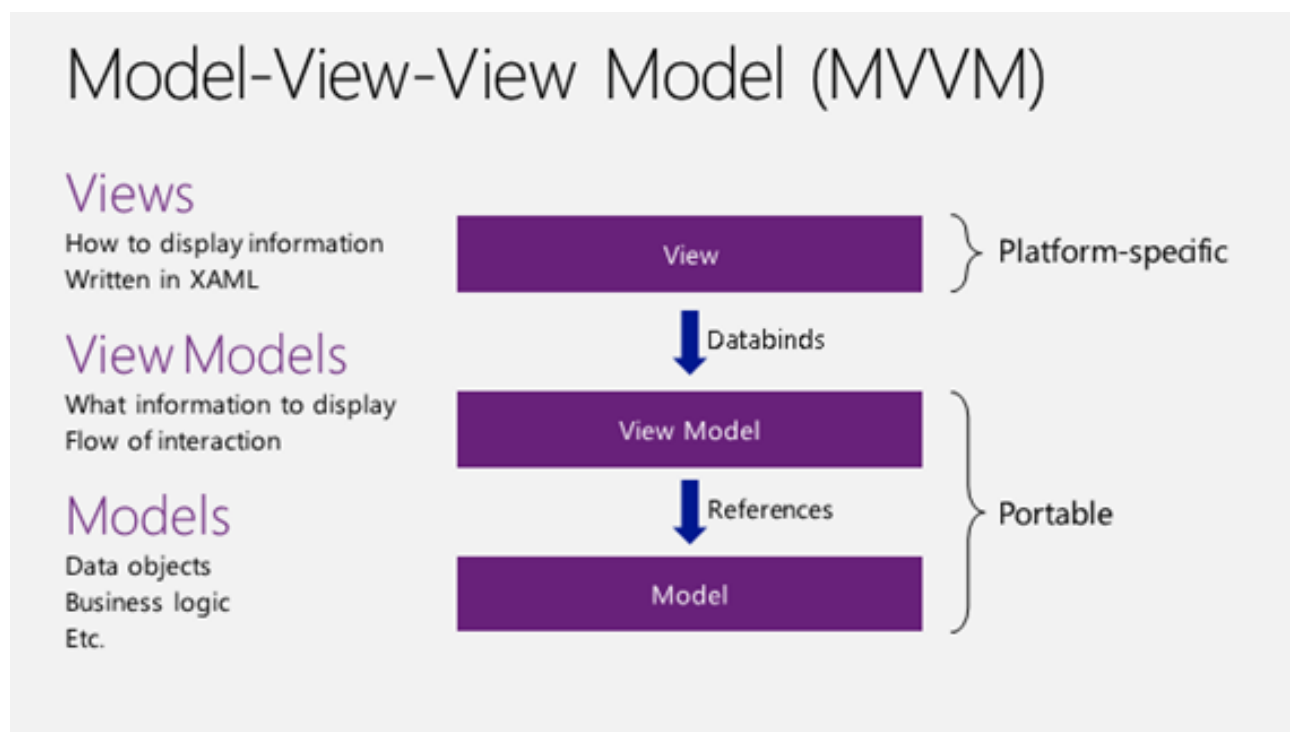 Model-View-View Model (MVVM)
Views
How to display information
Written in XAML
View
Platform-specific
Databinds
View Models
What information to display
Flow of interaction
View Model
References
Portable
Models
Data objects
Business logic
Etc.
Model